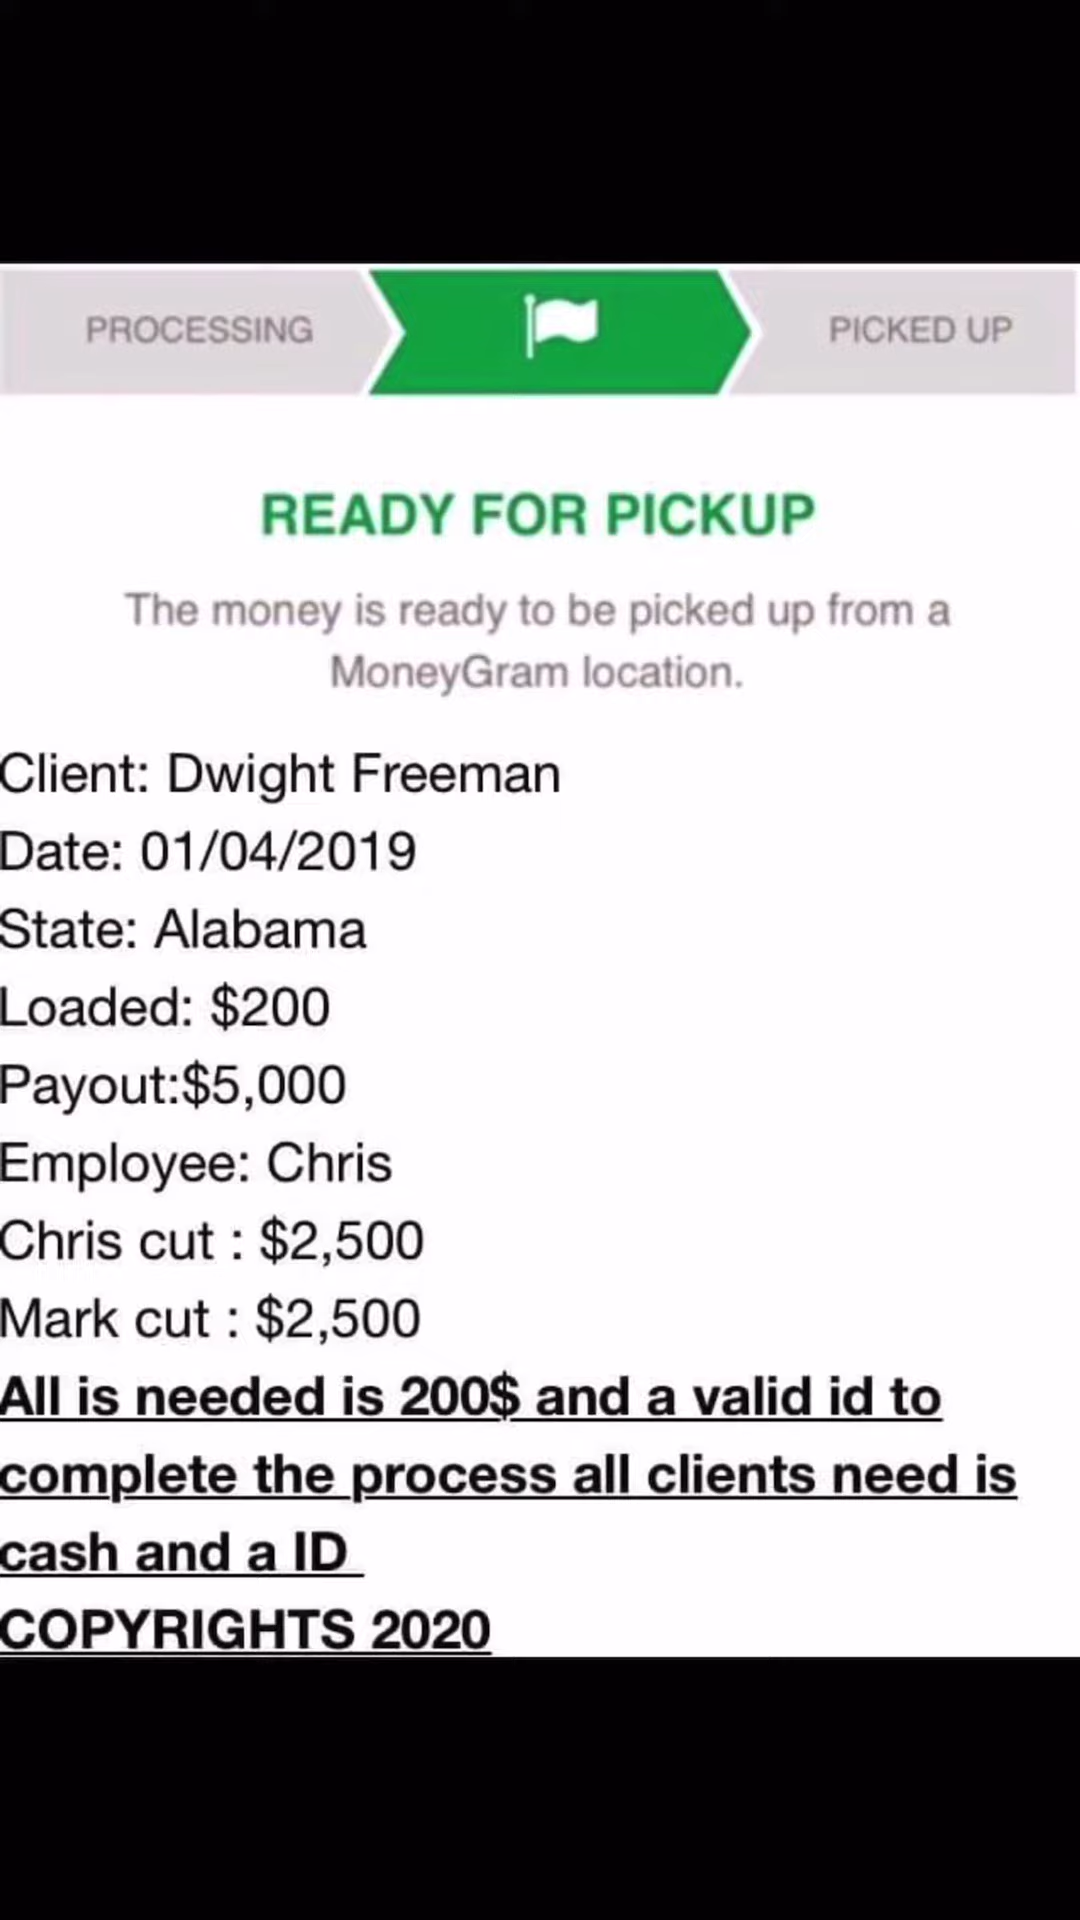 PROCESSING
PICKED UP
READY FOR PICKUP
The money is ready to be picked up from a
MoneyGram location.
Client: Dwight Freeman
Date: 01/04/2019
State: Alabama
Loaded: $200
Payout:$5,000
Employee: Chris
Chris cut : $2,500
Mark cut : $2,500
All is needed is 200$ and a valid id to
complete the process all clients need is
cash and a ID
COPYRIGHTS 2020